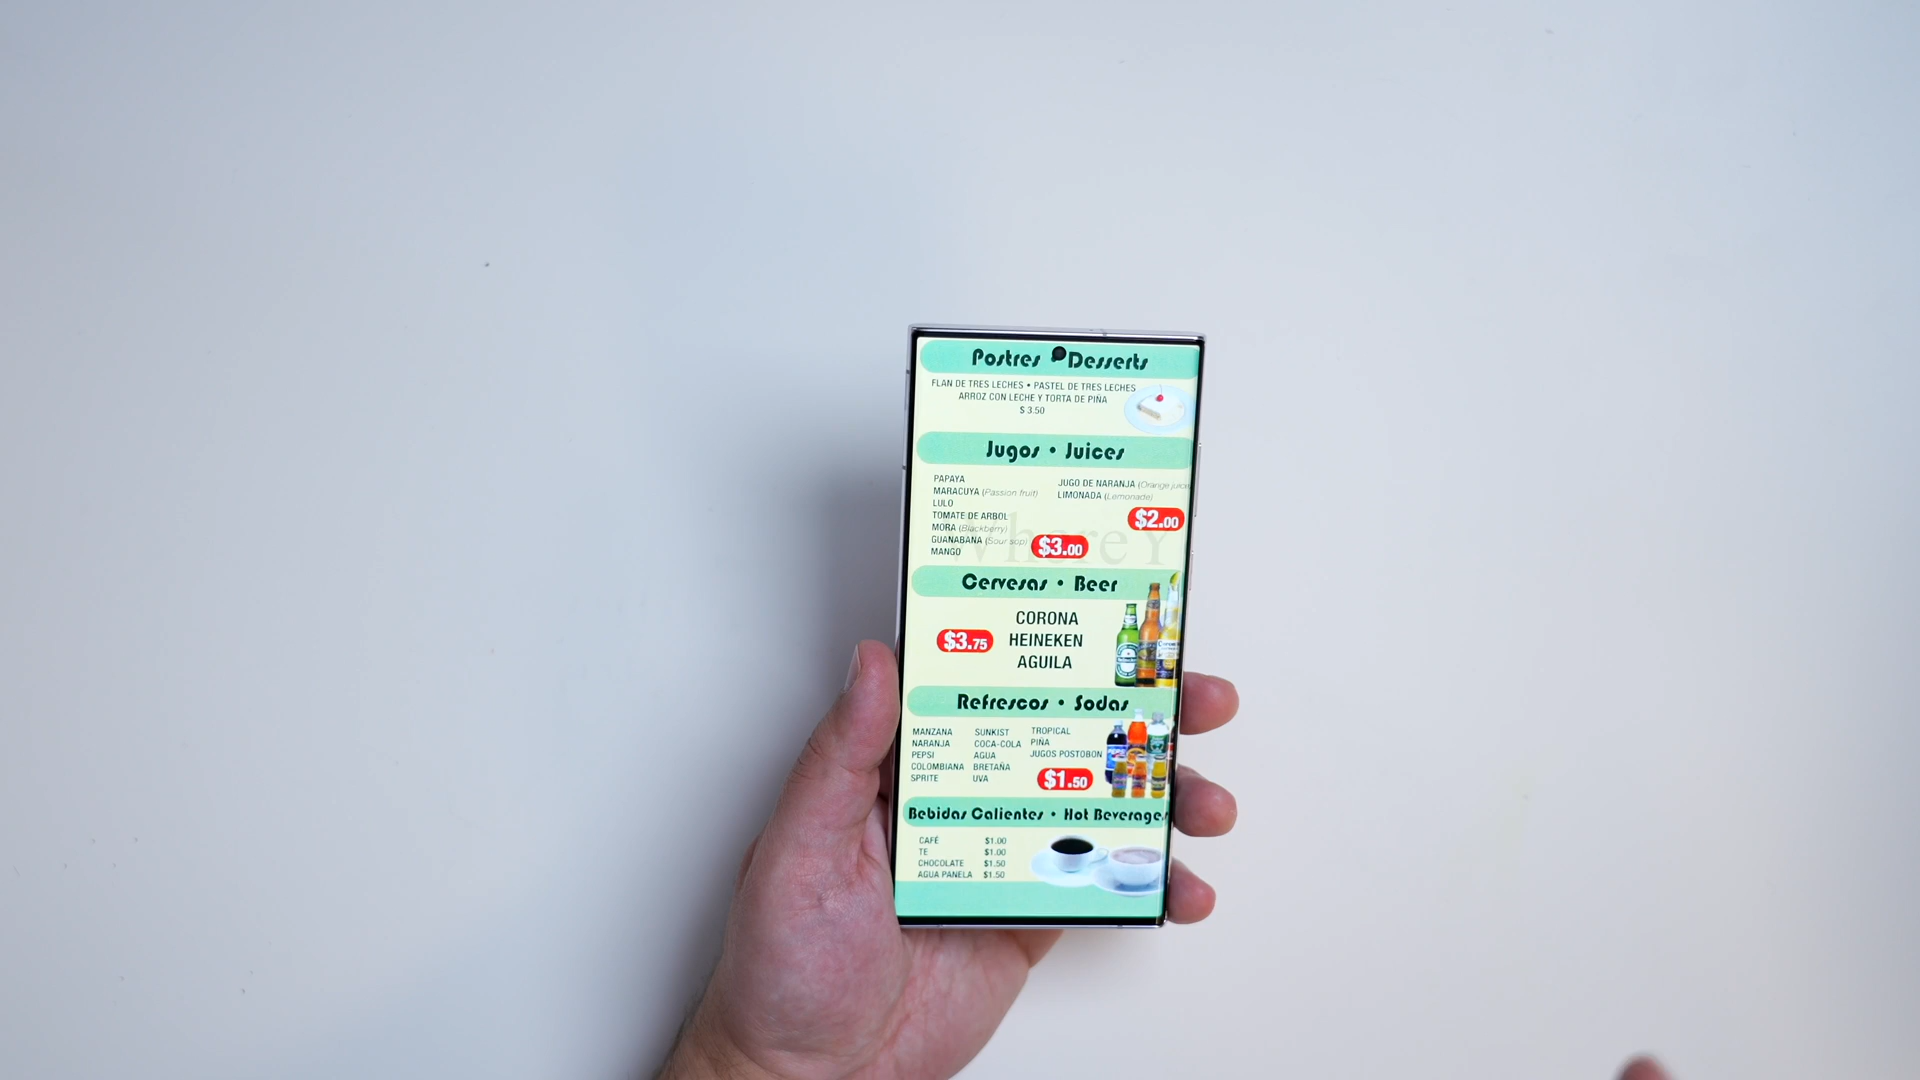 Postres • Desserts
FLAN DE TRES LECHES • PASTEL DE TRES LECHES
ARROZ CON LECHE Y TORTA DE PIÑA
$ 3.50
Jugos • Juices
PAPAYA
MARACUYA (Passion fruit)
LULO
TOMATE DE ARBOL
MORA (Blackberry)
GUANABANA (Sour sop)
MANGO
$3.00
JUGO DE NARANJA (Orange juice
LIMONADA (Lemonade)
$2.00
WhereY
Cervesas • Beer
$3.75
CORONA
HEINEKEN
AGUILA
Refrescos • Sodas
MANZANA
NARANJA
PEPSI
COLOMBIANA
SPRITE
SUNKIST
COCA-COLA
AGUA
BRETAÑA
UVA
TROPICAL
PIÑA
JUGOS POSTOBON
$1.50
Bebidas Calientes • Hot Beverages
CAFÉ $1.00
TE $1.00
CHOCOLATE $1.50
AGUA PANELA $1.50